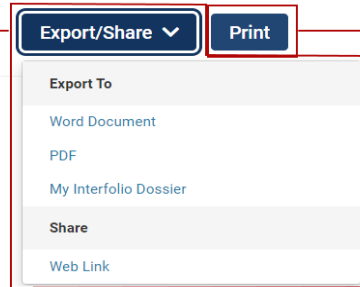 Export/Share Print
Export To
Word Document
PDF
My Interfolio Dossier
Share
Web Link